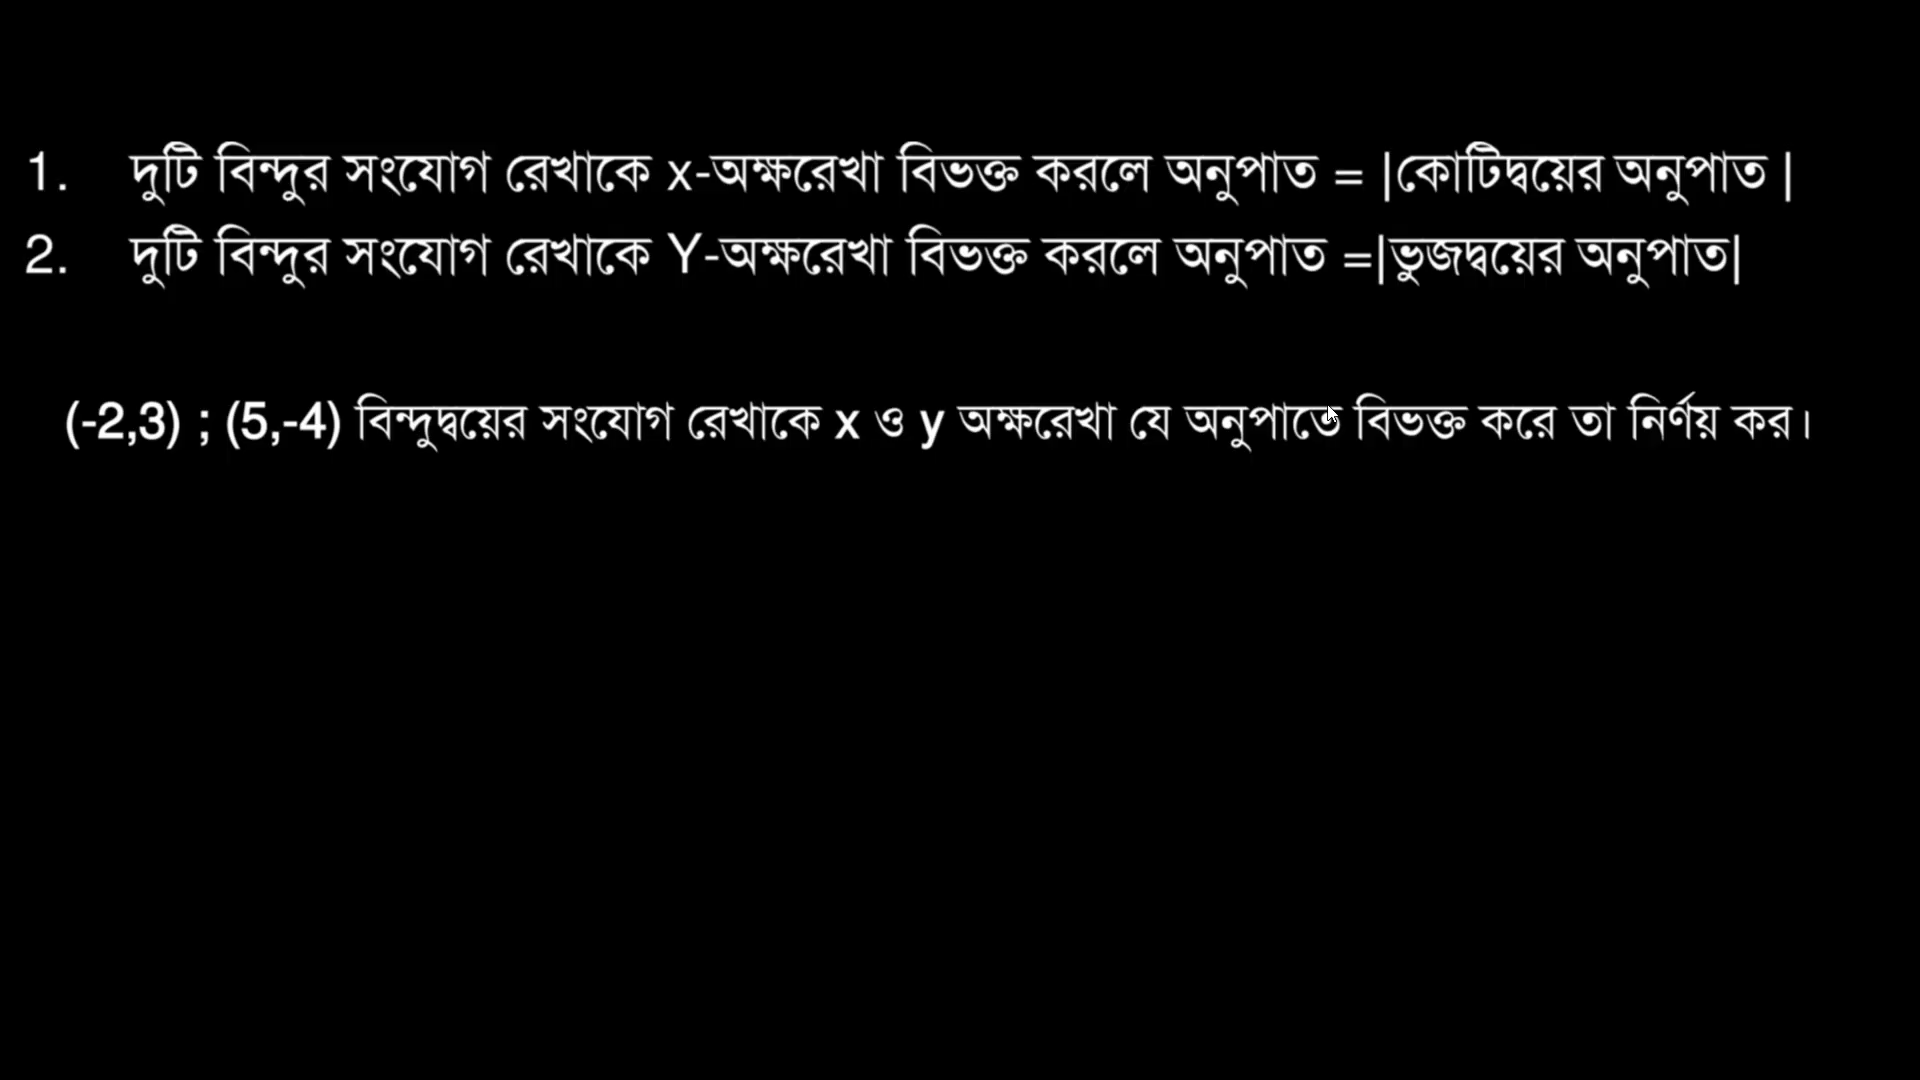 1. দুটি বিন্দুর সংযোগ রেখাকে x-অক্ষরেখা বিভক্ত করলে অনুপাত = |কোটিদ্বয়ের অনুপাত |
2. দুটি বিন্দুর সংযোগ রেখাকে Y-অক্ষরেখা বিভক্ত করলে অনুপাত =|ভুজদ্বয়ের অনুপাত|
(-2,3) ; (5,-4) বিন্দুদ্বয়ের সংযোগ রেখাকে x ও y অক্ষরেখা যে অনুপাতে বিভক্ত করে তা নির্ণয় কর।